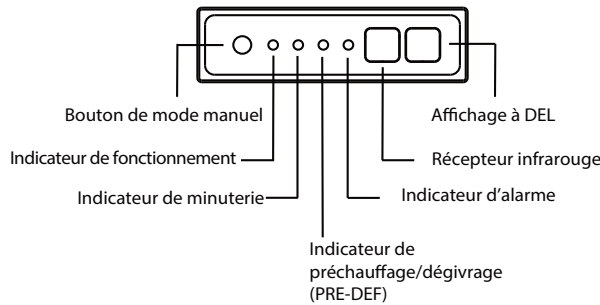 Bouton de mode manuel
Affichage à DEL
Indicateur de fonctionnement
Récepteur infrarouge
Indicateur de minuterie
Indicateur d'alarme
Indicateur de
préchauffage/dégivrage
(PRE-DEF)